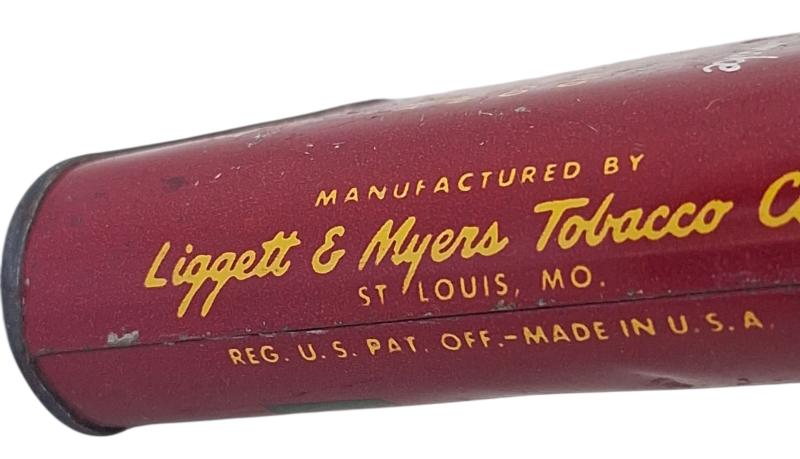 MANUFACTURED BY
Liggett & Myers Tobacco
ST LOUIS, MO.
REG. U.S. PAT. OFF.-MADE IN U.S.A.